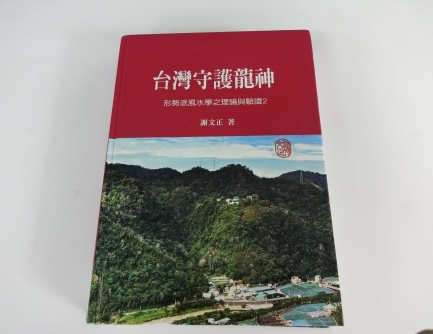 台灣守護龍神
形勢派風水學之理論與驗證2
謝文正 著